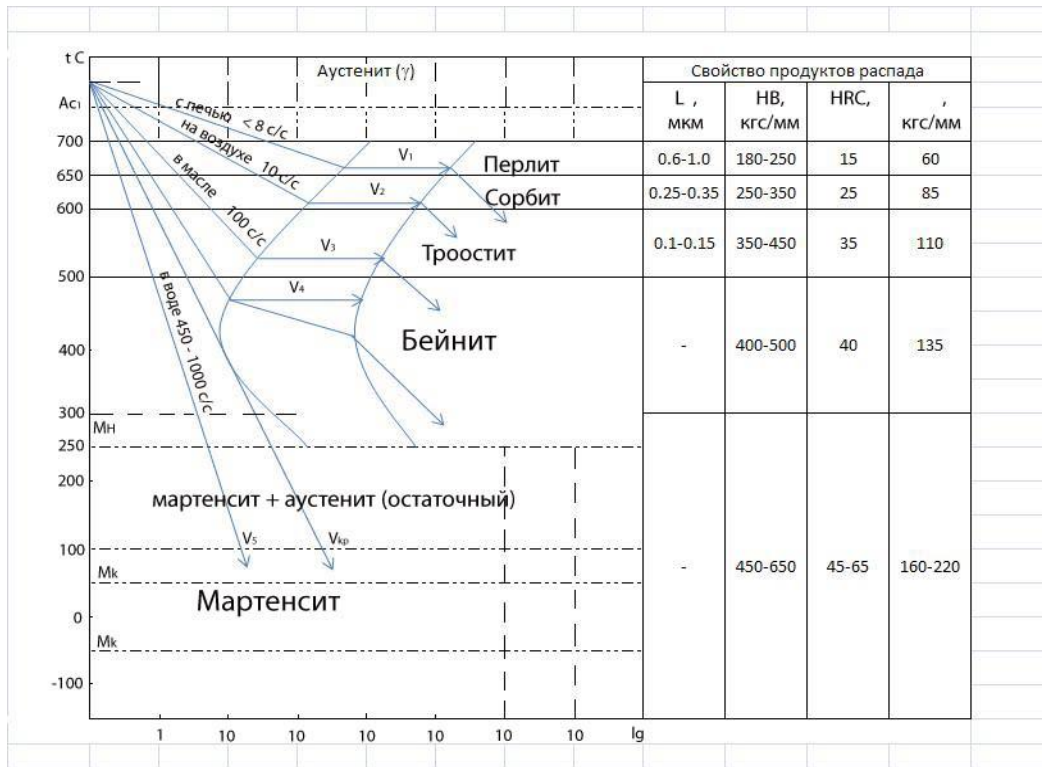 t C
Аустенит (γ)
Свойство продуктов распада
L ,
мкм
HB,
кгс/мм
HRC,
,
кгс/мм
Ac1
с печью < 8 с/с
на воздухе 10 с/с
в масле 100 с/с
в воде 450 - 1000 с/с
700
V1
Перлит
0.6-1.0 180-250 15 60
650
V2
Сорбит
0.25-0.35 250-350 25 85
600
V3
Троостит
0.1-0.15 350-450 35 110
500
V4
Бейнит
- 400-500 40 135
400
300
Мн
250
200
мартенсит + аустенит (остаточный)
V5
Vкр
100
Mk
Мартенсит
- 450-650 45-65 160-220
0
Mk
-100
1 10 10 10 10 10 10 lg